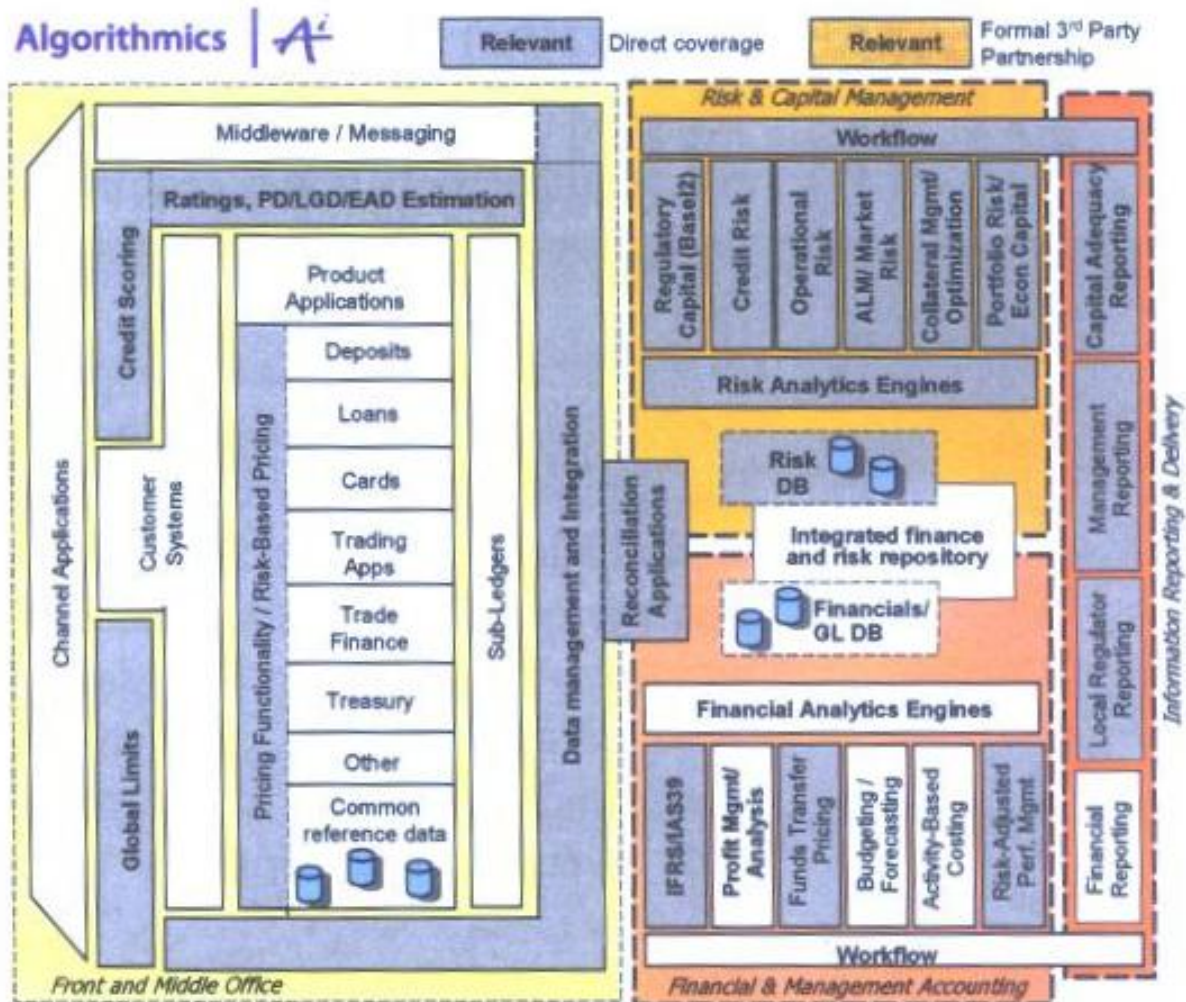 Algorithmics
Relevant
Direct coverage
Relevant
Formal 3rd Party
Partnership
Middleware / Messaging
Ratings, PD/LGD/EAD Estimation
Credit Scoring
Channel Applications
Customer
Systems
Global Limits
Product
Applications
Pricing Functionality / Risk-Based Pricing
Deposits
Loans
Cards
Trading
Apps
Trade
Finance
Treasury
Other
Common
reference data
Sub-Ledgers
Data management and Integration
Front and Middle Office
Risk & Capital Management
Workflow
Regulatory
Capital (Basel2)
Credit Risk
Operational
Risk
ALM/ Market
Risk
Collateral Mgmt/
Optimization
Portfolio Risk/
Econ Capital
Risk Analytics Engines
Risk
DB
Reconciliation
Applications
Integrated finance
and risk repository
Financials/
GL DB
Financial Analytics Engines
IFRS/IAS39
Profit Mgmt/
Analysis
Funds Transfer
Pricing
Budgeting /
Forecasting
Activity-Based
Costing
Risk-Adjusted
Perf. Mgmt
Workflow
Financial & Management Accounting
Capital Adequacy
Reporting
Management
Reporting
Local Regulator
Reporting
Financial
Reporting
Information Reporting & Delivery